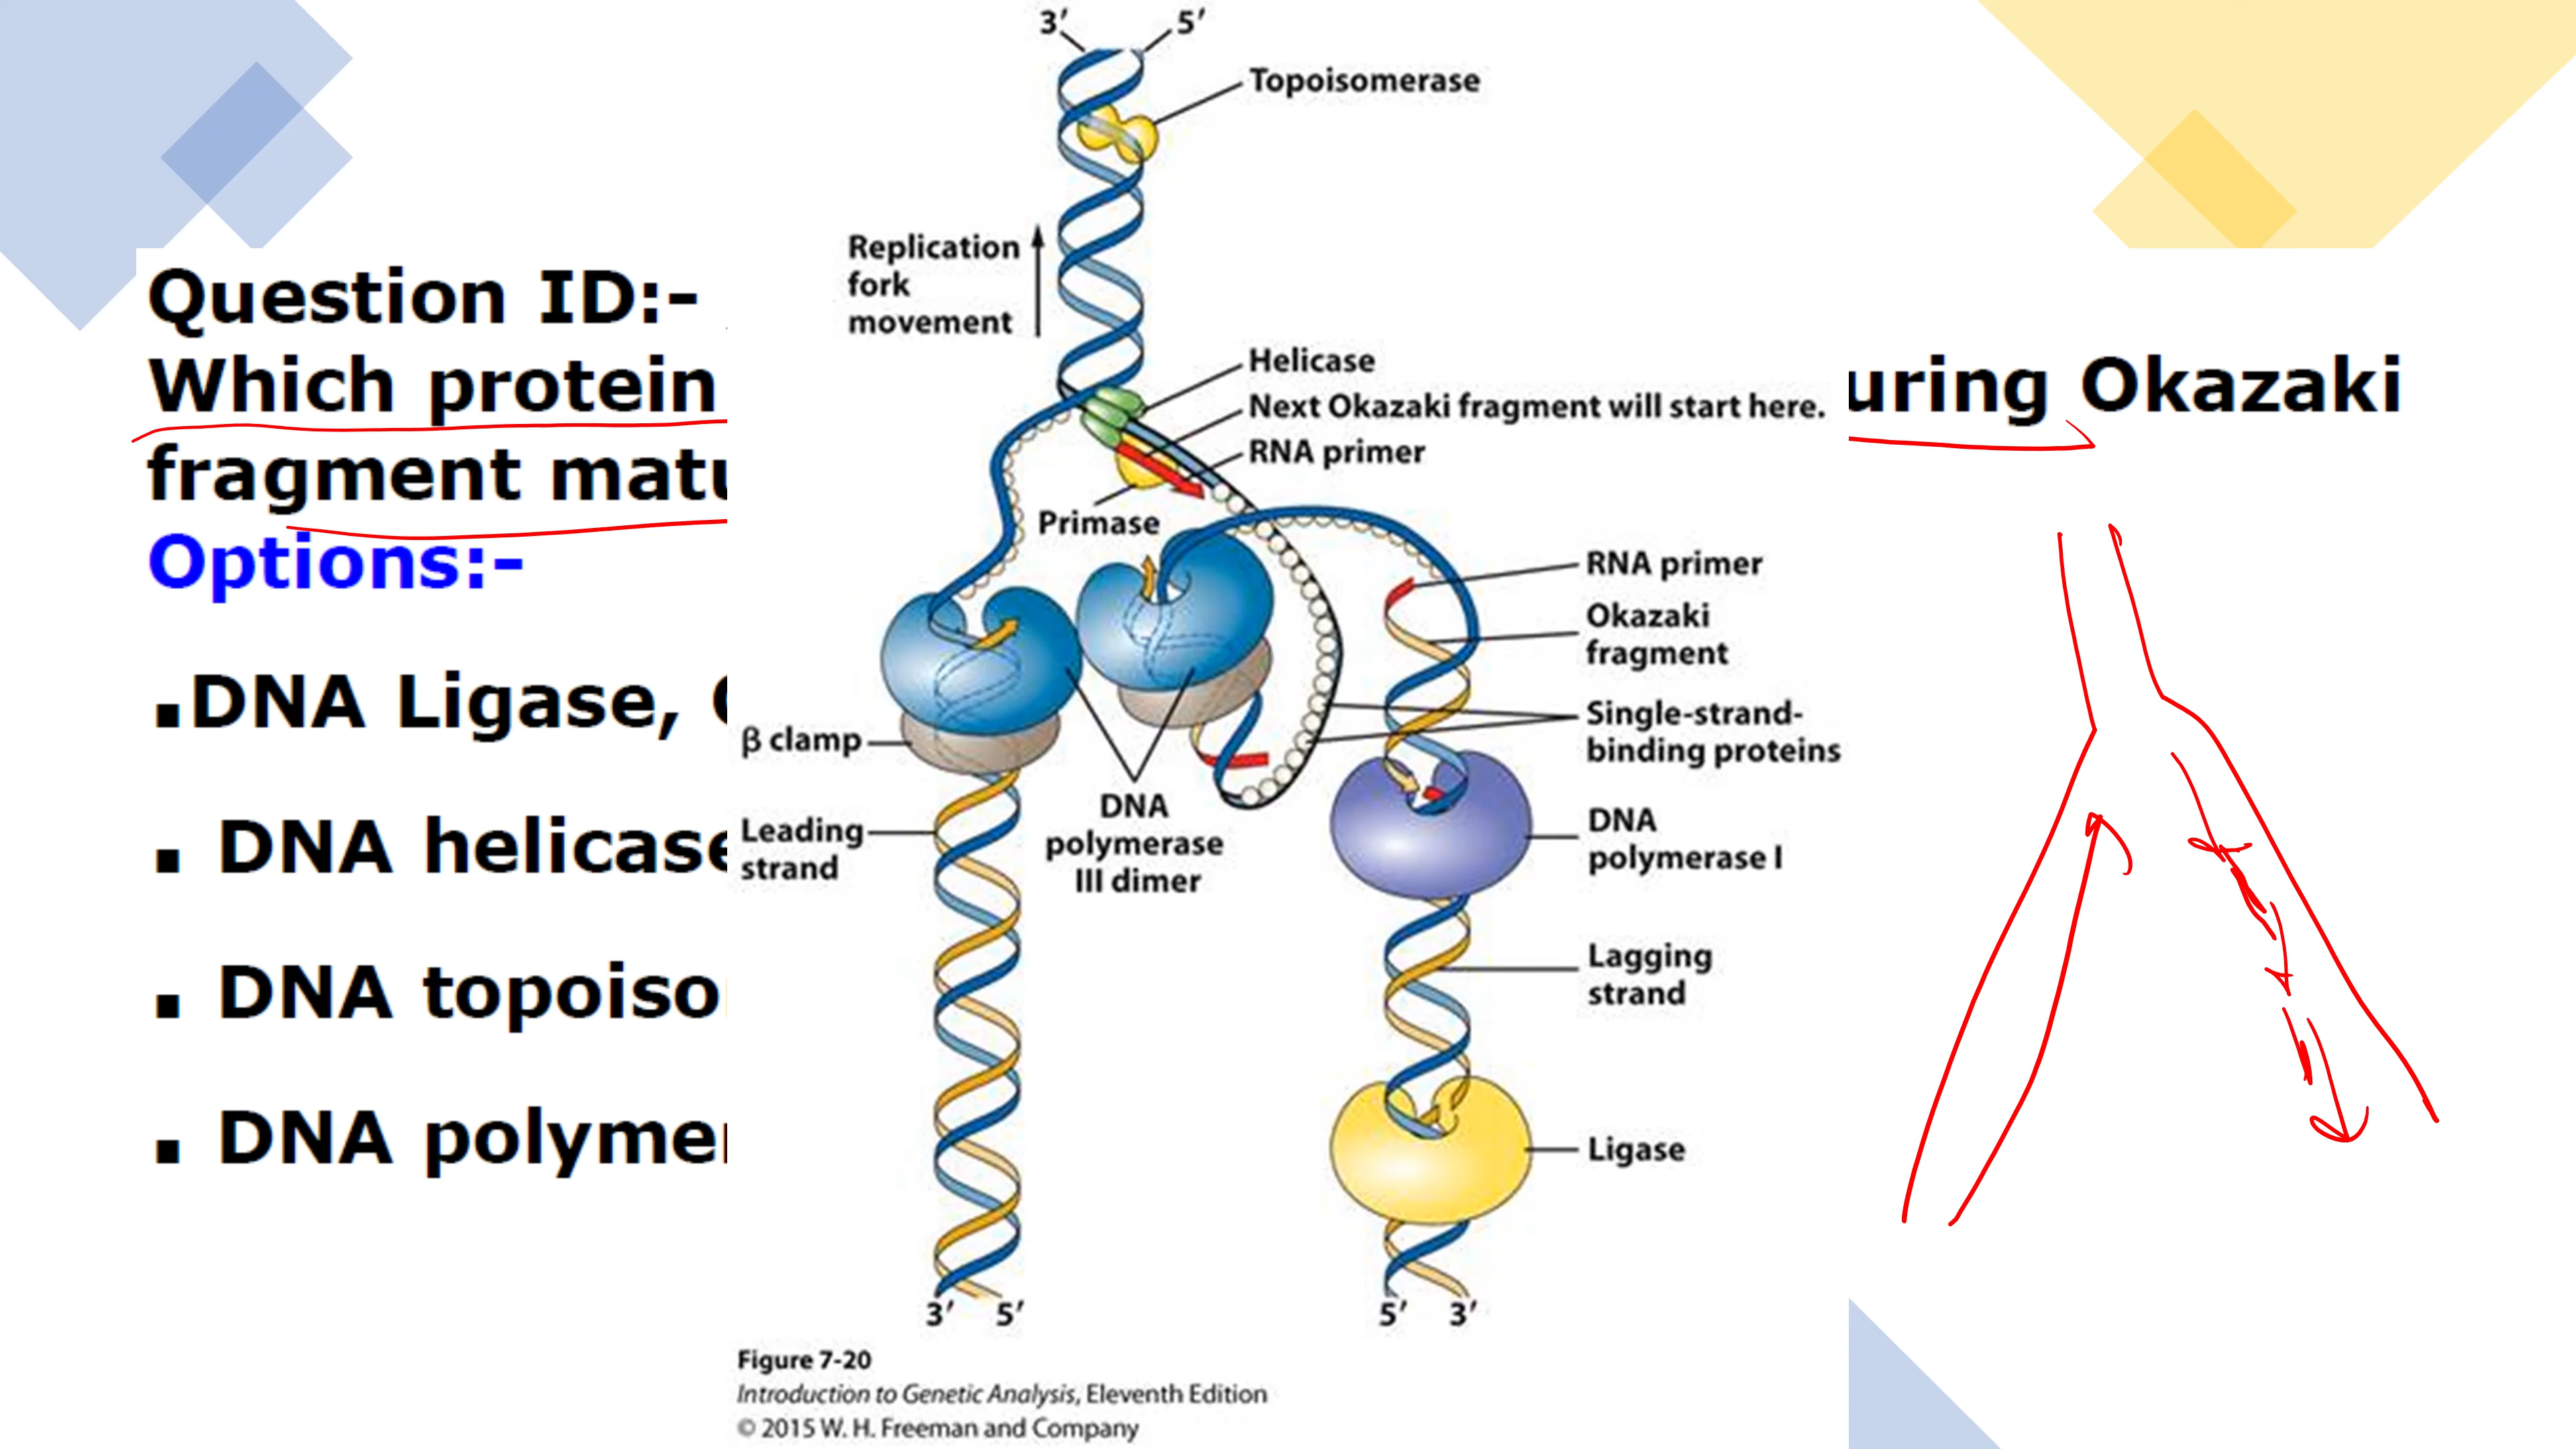 3′ 5′
Topoisomerase
Replication
fork
movement
Helicase
Next Okazaki fragment will start here.
RNA primer
Primase
Question ID:-
Which protein
uring Okazaki
fragment matu
Options:-
▪DNA Ligase,
▪ DNA helicase
▪ DNA topoiso
▪ DNA polymer
RNA primer
Okazaki
fragment
Single-strand-
binding proteins
β clamp
DNA
polymerase
III dimer
Leading
strand
DNA
polymerase I
Lagging
strand
Ligase
3′ 5′
5′ 3′
Figure 7-20
Introduction to Genetic Analysis, Eleventh Edition
© 2015 W. H. Freeman and Company